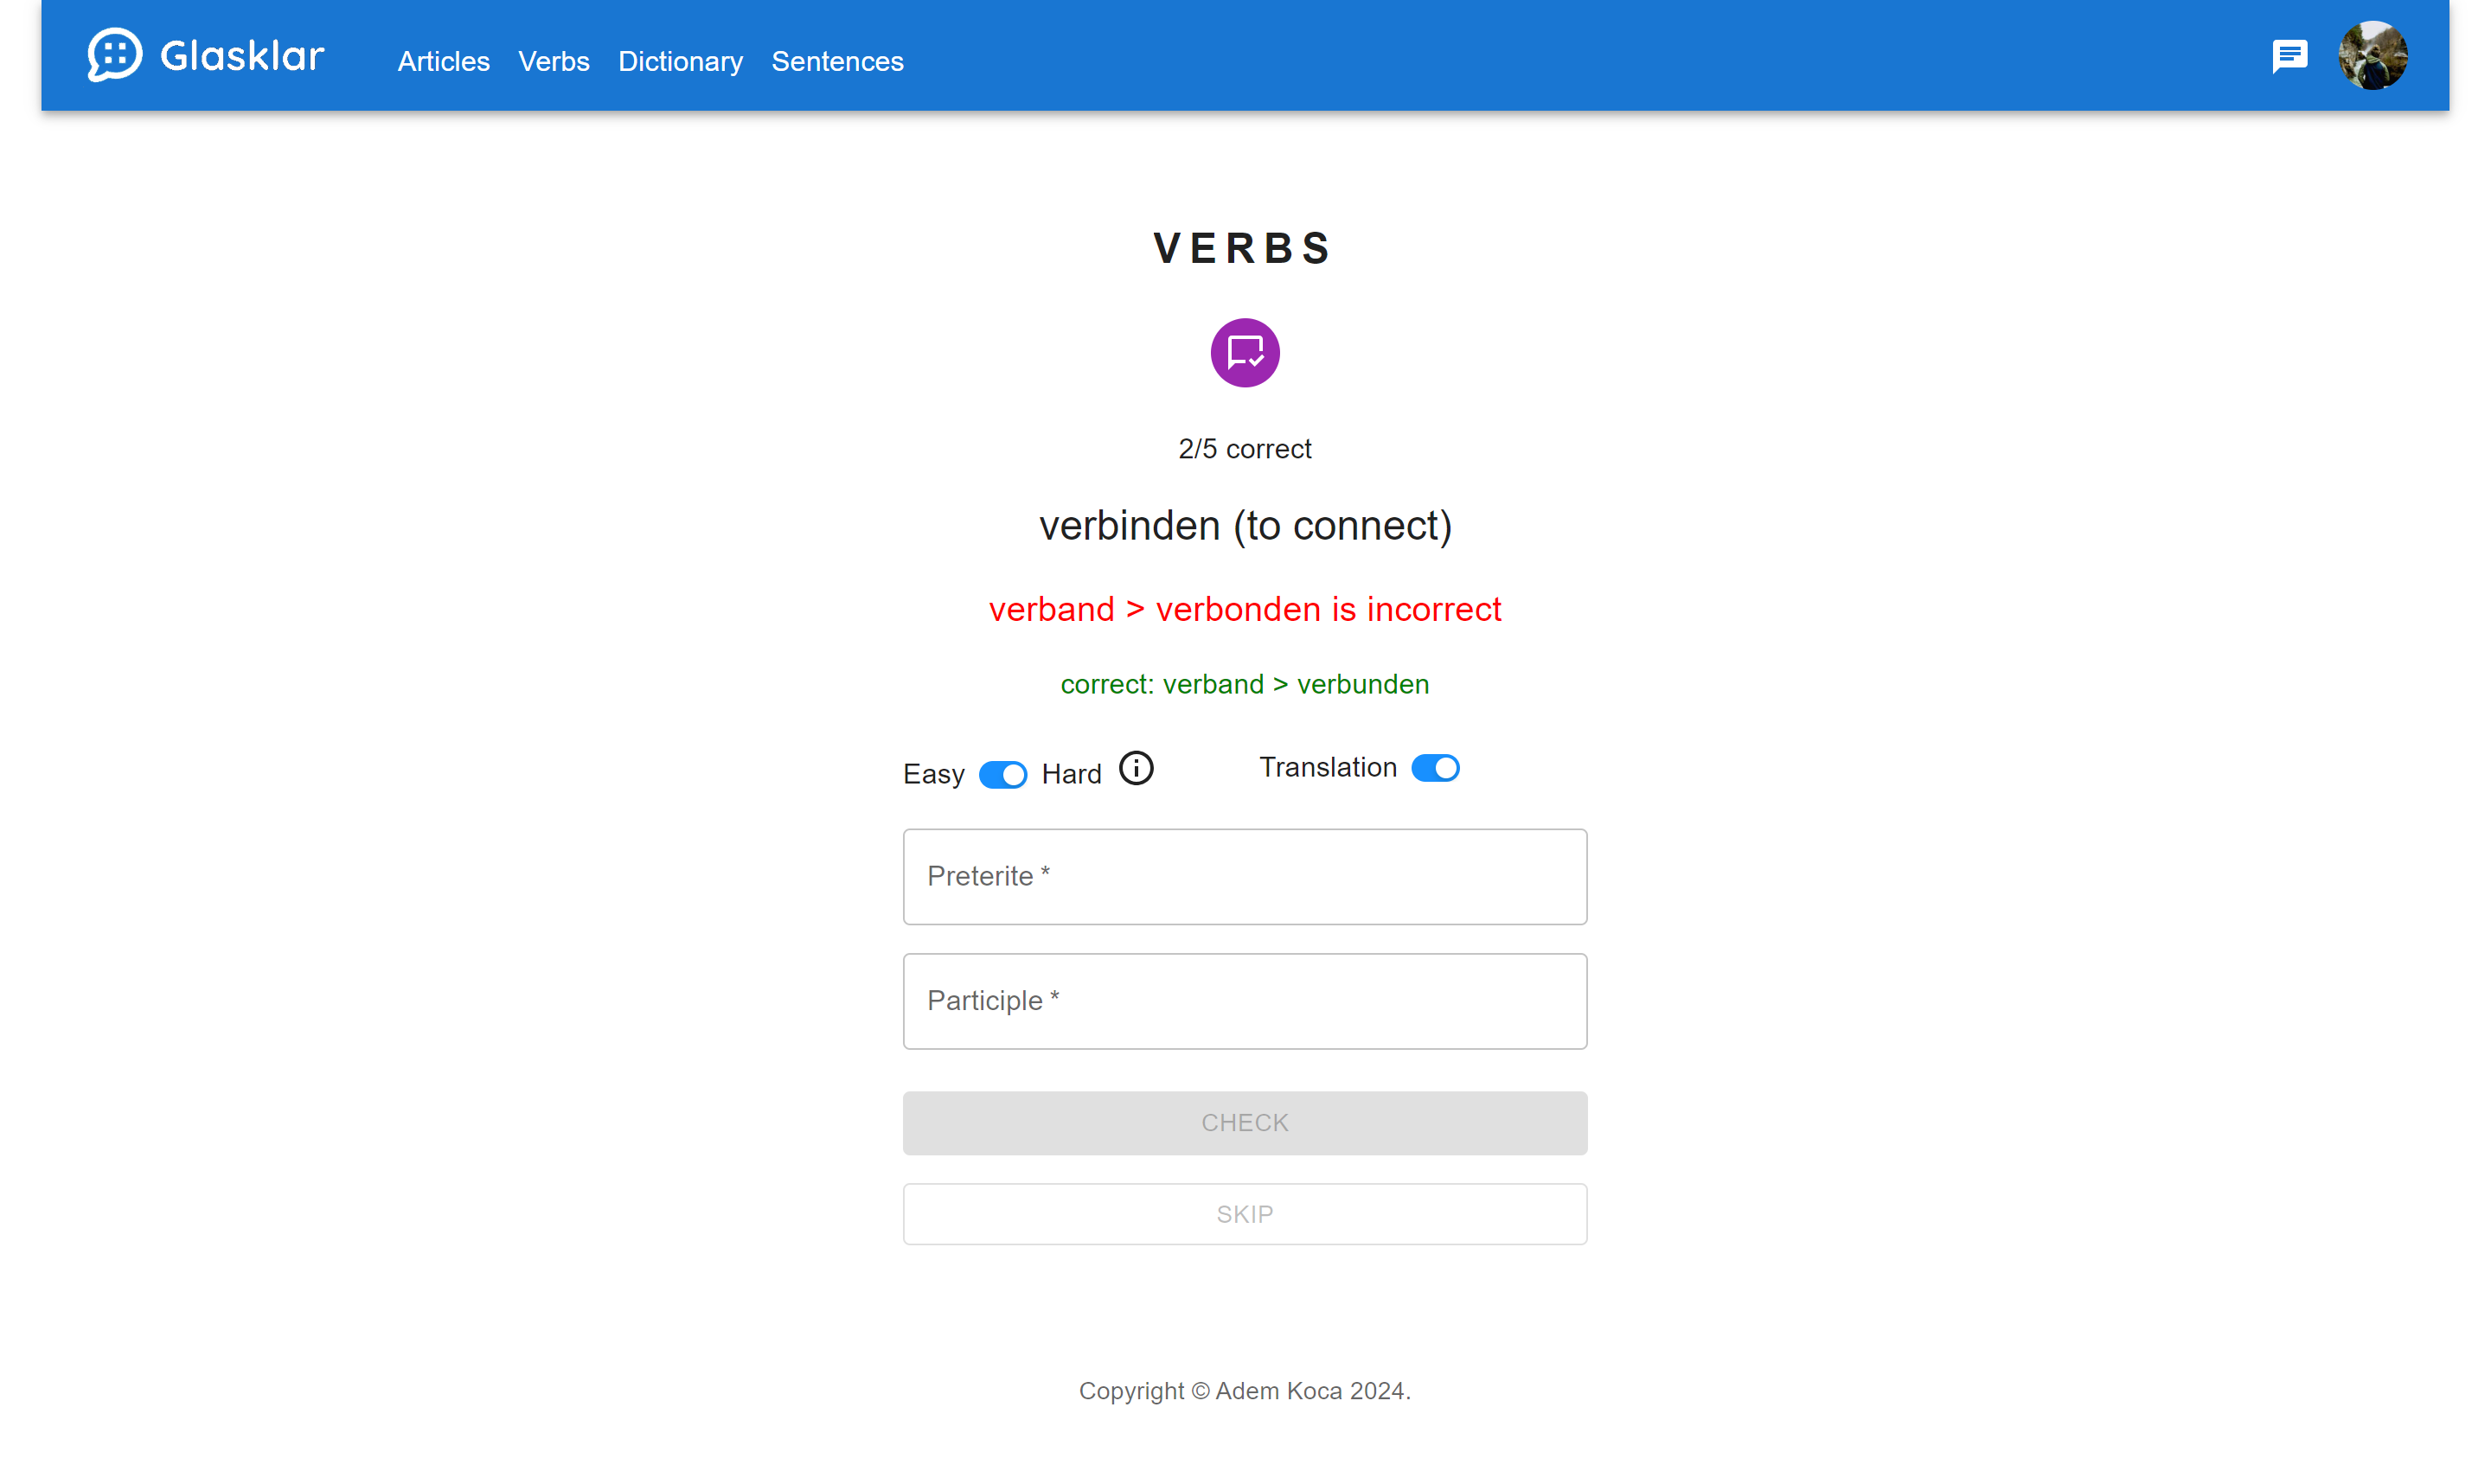 Glasklar Articles Verbs Dictionary Sentences
VERBS
2/5 correct
verbinden (to connect)
verband > verbonden is incorrect
correct: verband > verbunden
Easy Hard Translation
Preterite *
Participle *
CHECK
SKIP
Copyright © Adem Koca 2024.